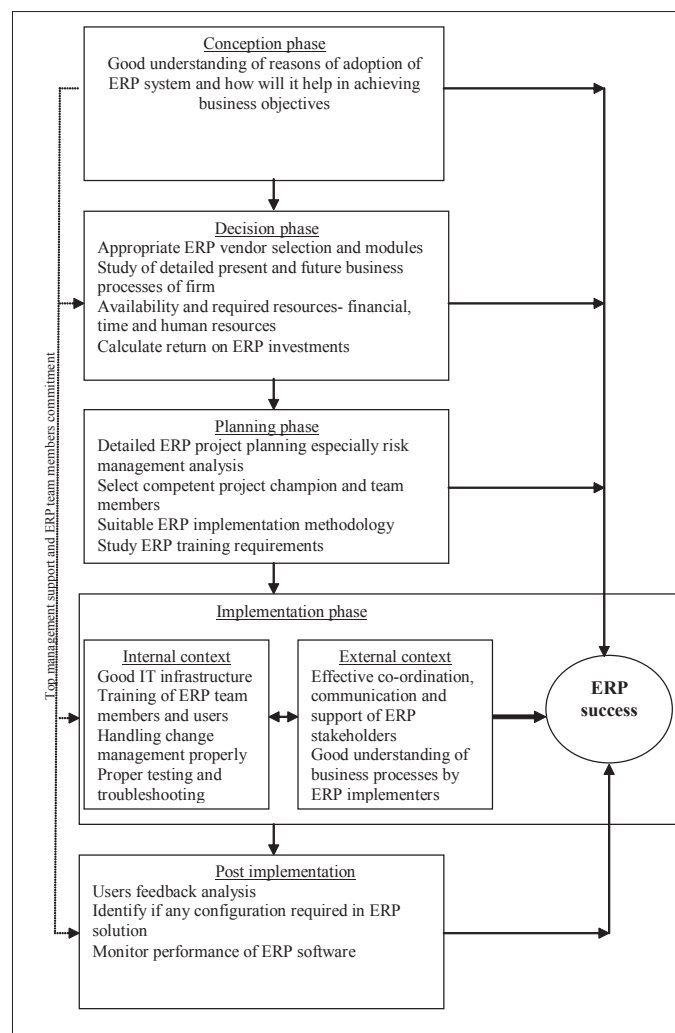 Conception phase
Good understanding of reasons of adoption of
ERP system and how will it help in achieving
business objectives
Decision phase
Appropriate ERP vendor selection and modules
Study of detailed present and future business
processes of firm
Availability and required resources- financial,
time and human resources
Calculate return on ERP investments
Top management support and ERP team members commitment
Planning phase
Detailed ERP project planning especially risk
management analysis
Select competent project champion and team
members
Suitable ERP implementation methodology
Study ERP training requirements
Implementation phase
Internal context
Good IT infrastructure
Training of ERP team
members and users
Handling change
management properly
Proper testing and
troubleshooting
External context
Effective co-ordination,
communication and
support of ERP
stakeholders
Good understanding of
business processes by
ERP implementers
ERP
success
Post implementation
Users feedback analysis
Identify if any configuration required in ERP
solution
Monitor performance of ERP software